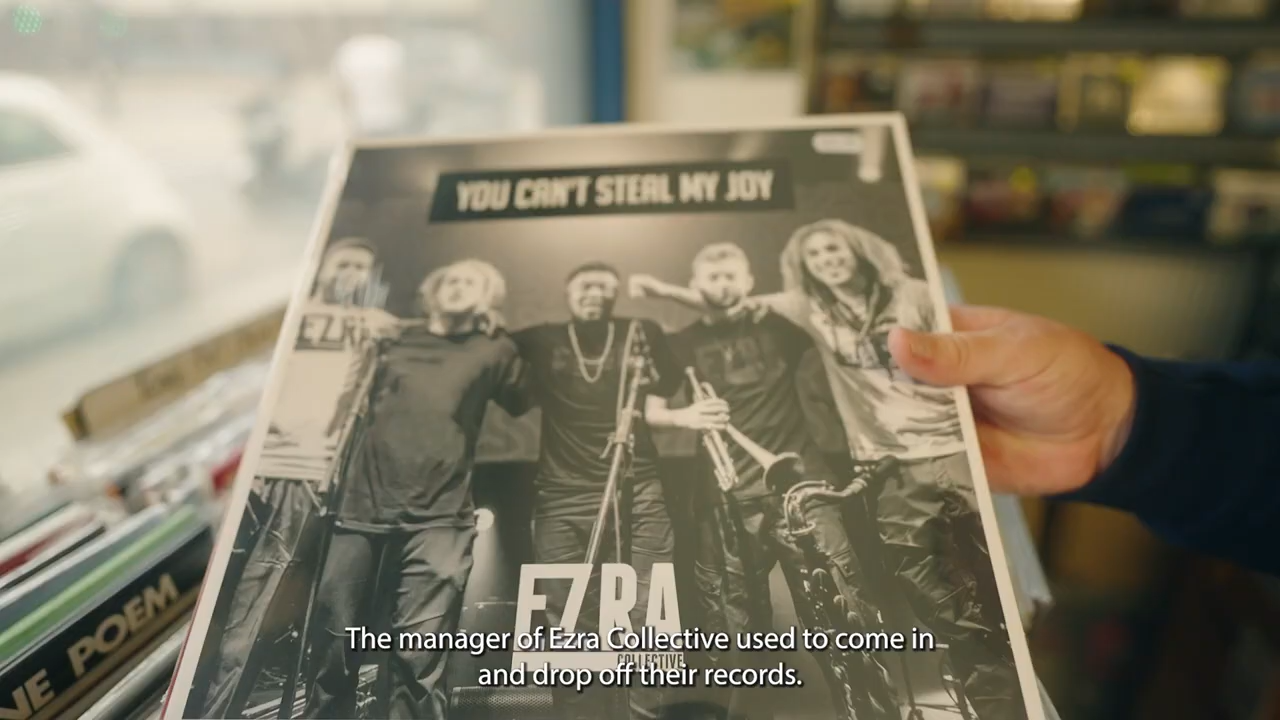 YOU CAN'T STEAL MY JOY
EZRA
COLLECTIVE
POEM
The manager of Ezra Collective used to come in
and drop off their records.